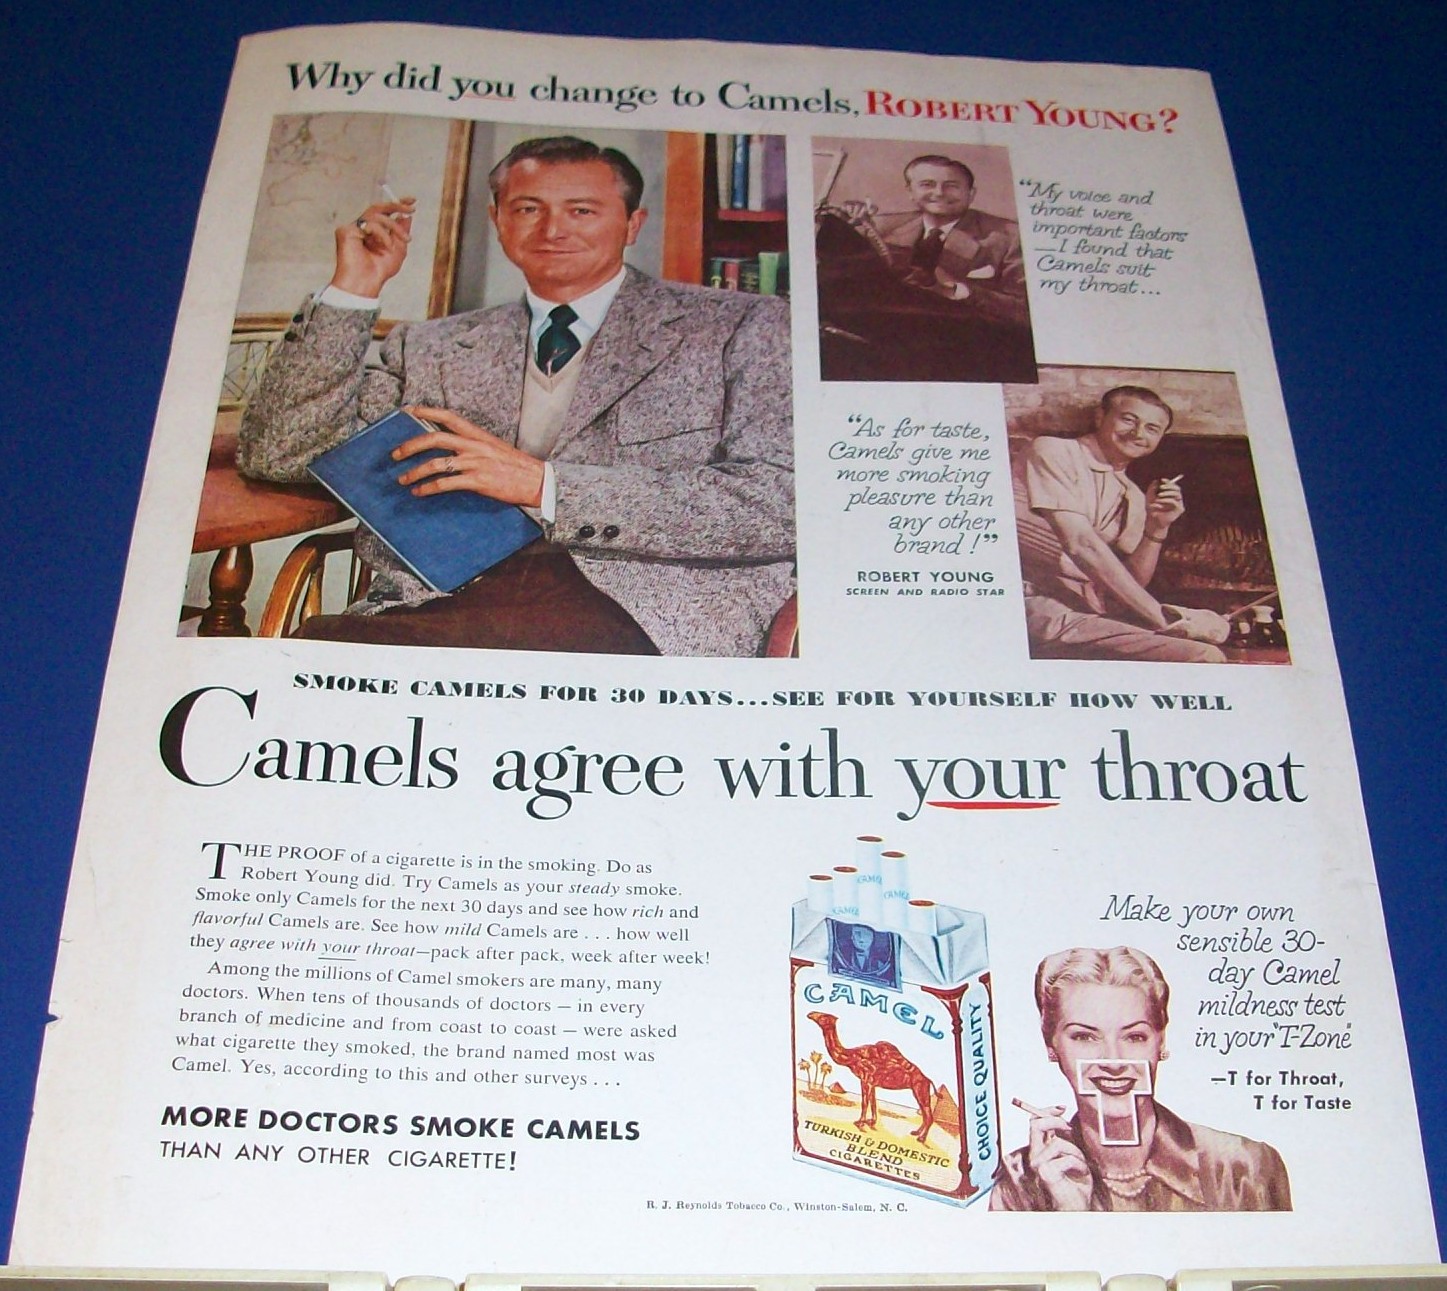 Why did you change to Camels, ROBERT YOUNG?
“My voice and
throat were
important factors
—I found that
Camels suit
my throat...
“As for taste,
Camels give me
more smoking
pleasure than
any other
brand!”
ROBERT YOUNG
SCREEN AND RADIO STAR
SMOKE CAMELS FOR 30 DAYS...SEE FOR YOURSELF HOW WELL
Camels agree with your throat
THE PROOF of a cigarette is in the smoking. Do as
Robert Young did. Try Camels as your steady smoke.
Smoke only Camels for the next 30 days and see how rich and
flavorful Camels are. See how mild Camels are . . . how well
they agree with your throat—pack after pack, week after week!
Among the millions of Camel smokers are many, many
doctors. When tens of thousands of doctors — in every
branch of medicine and from coast to coast — were asked
what cigarette they smoked, the brand named most was
Camel. Yes, according to this and other surveys . . .
MORE DOCTORS SMOKE CAMELS
THAN ANY OTHER CIGARETTE!
CAMEL
CAMEL
CAMEL
CAMEL
TURKISH & DOMESTIC
BLEND
CIGARETTES
CHOICE QUALITY
Make your own
sensible 30-
day Camel
mildness test
in your "T-Zone"
—T for Throat,
T for Taste
R. J. Reynolds Tobacco Co., Winston-Salem, N. C.